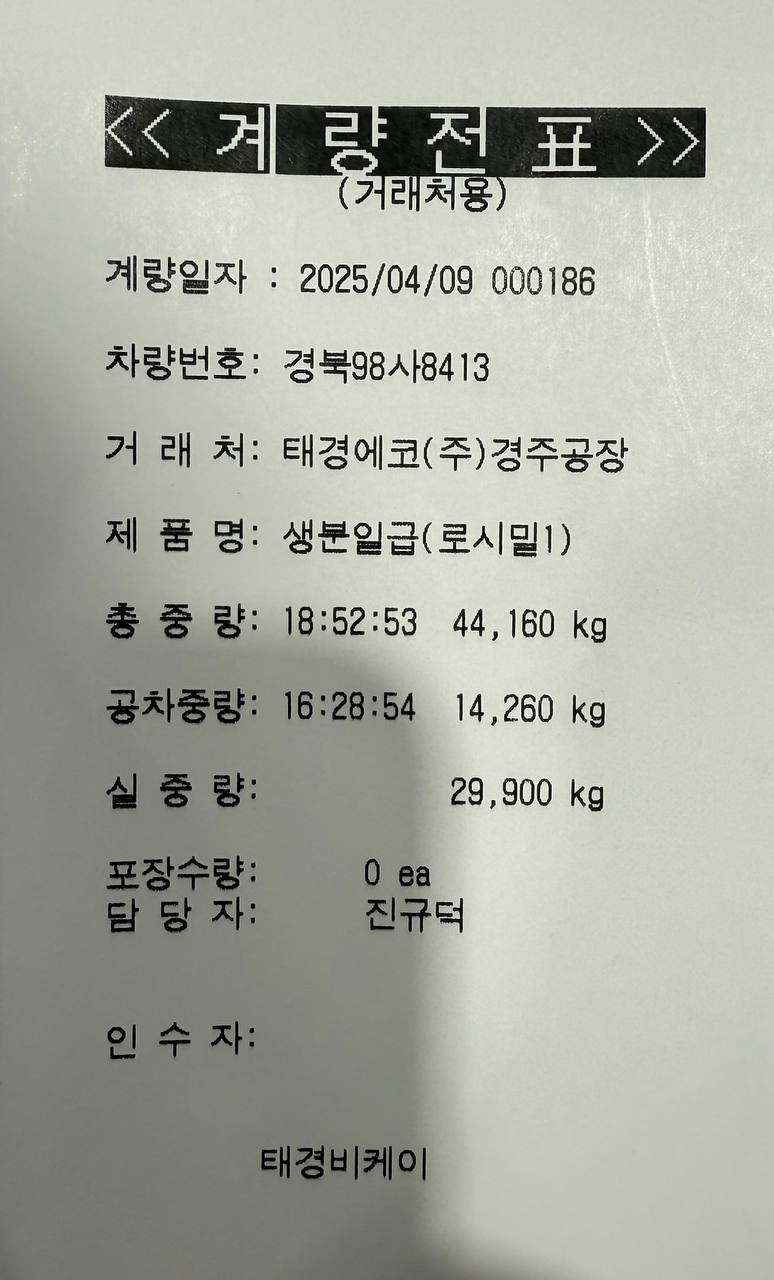 << 계 량 전 표 >>
(거래처용)
계량일자 : 2025/04/09 000186
차량번호: 경북98사8413
거 래 처: 태경에코(주)경주공장
제 품 명: 생분일급(로시밀1)
총 중 량: 18:52:53 44,160 kg
공차중량: 16:28:54 14,260 kg
실 중 량: 29,900 kg
포장수량: 0 ea
담 당 자: 진규덕
인 수 자:
태경비케이